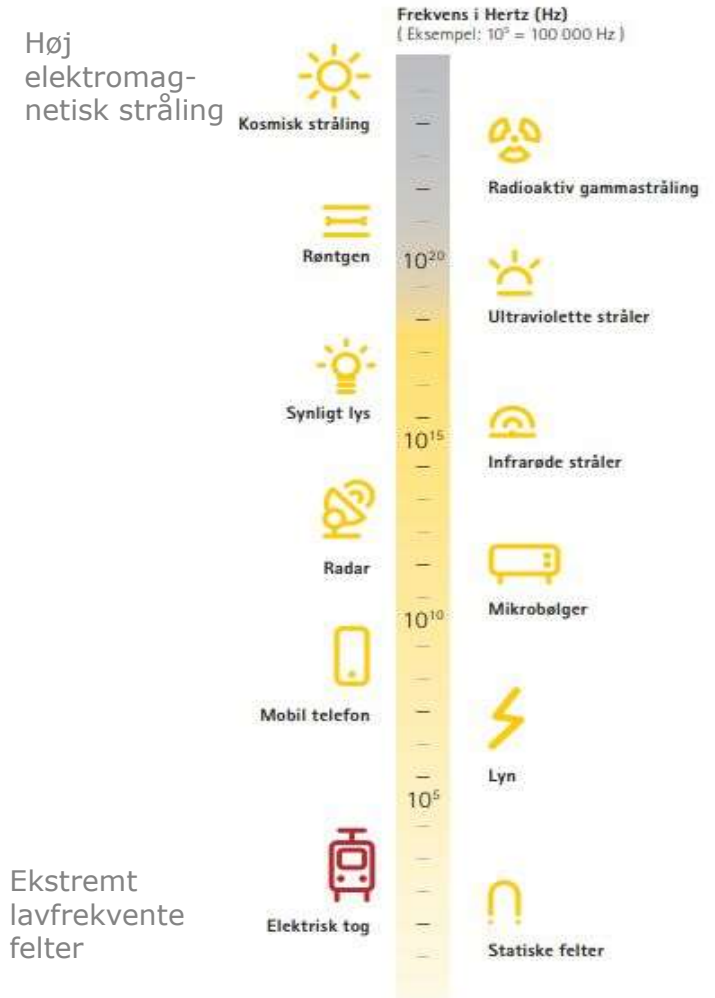 Høj
elektromag-
netisk stråling
Frekvens i Hertz (Hz)
( Eksempel: 10⁵ = 100 000 Hz )
Kosmisk stråling
Radioaktiv gammastråling
Røntgen
10²⁰
Ultraviolette stråler
Synligt lys
10¹⁵
Infrarøde stråler
Radar
Mikrobølger
10¹⁰
Mobil telefon
Lyn
10⁵
Ekstremt
lavfrekvente
felter
Elektrisk tog
Statiske felter